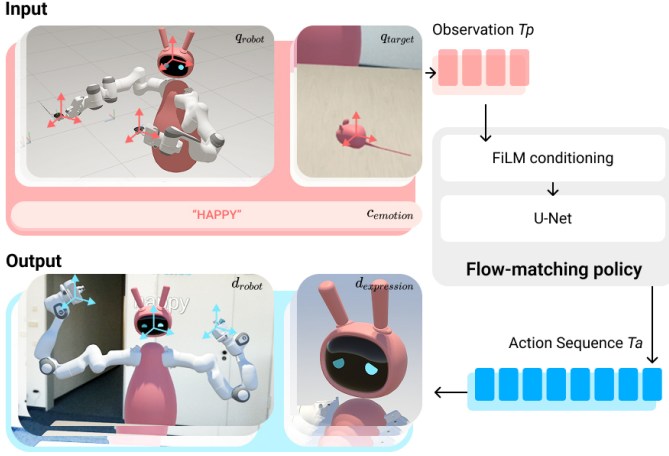 Input
q_robot
q_target
Observation Tp
FiLM conditioning
U-Net
Flow-matching policy
"HAPPY"
c_emotion
Output
d_robot
d_expression
happy
Action Sequence Ta